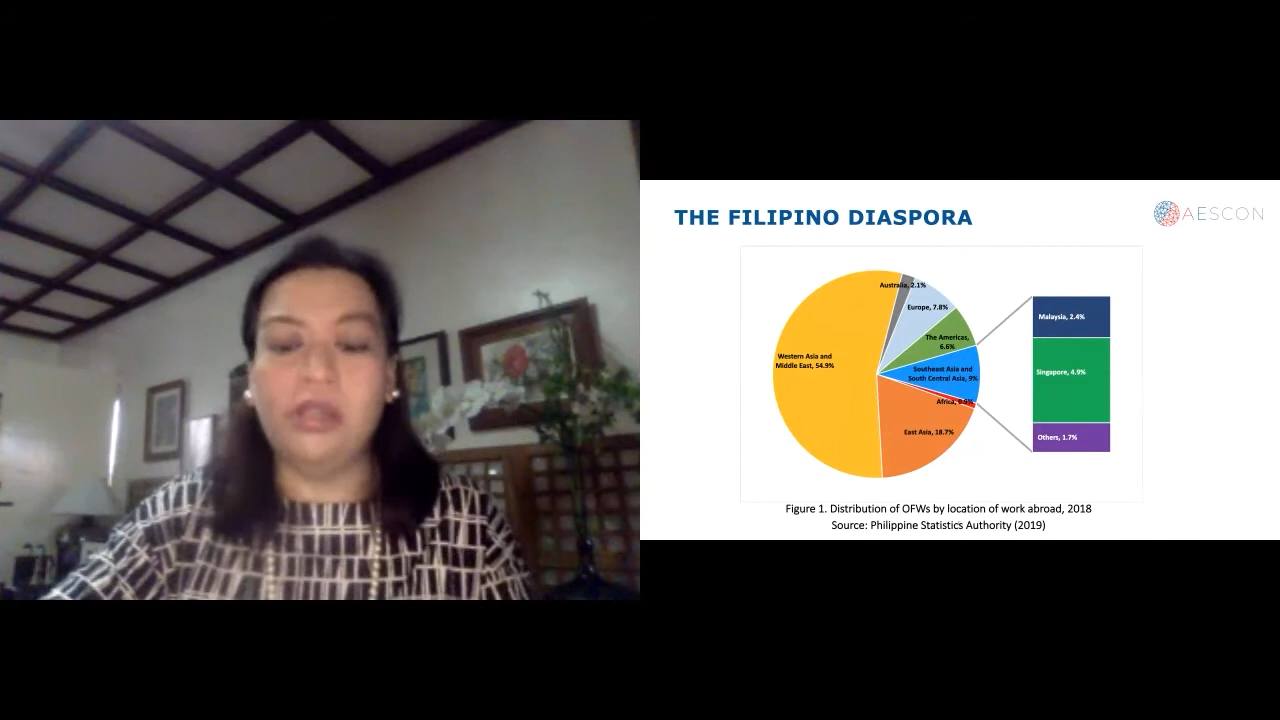 THE FILIPINO DIASPORA
AESCON
Australia, 2.1%
Europe, 7.8%
The Americas,
6.6%
Western Asia and
Middle East, 54.9%
Southeast Asia and
South Central Asia, 9%
Africa,
East Asia, 18.7%
Malaysia, 2.4%
Singapore, 4.9%
Others, 1.7%
Figure 1. Distribution of OFWs by location of work abroad, 2018
Source: Philippine Statistics Authority (2019)